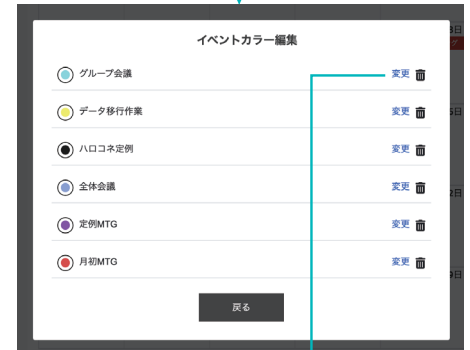 イベントカラー編集
グループ会議 変更
データ移行作業 変更
ハロコネ定例 変更
全体会議 変更
定例MTG 変更
月初MTG 変更
戻る